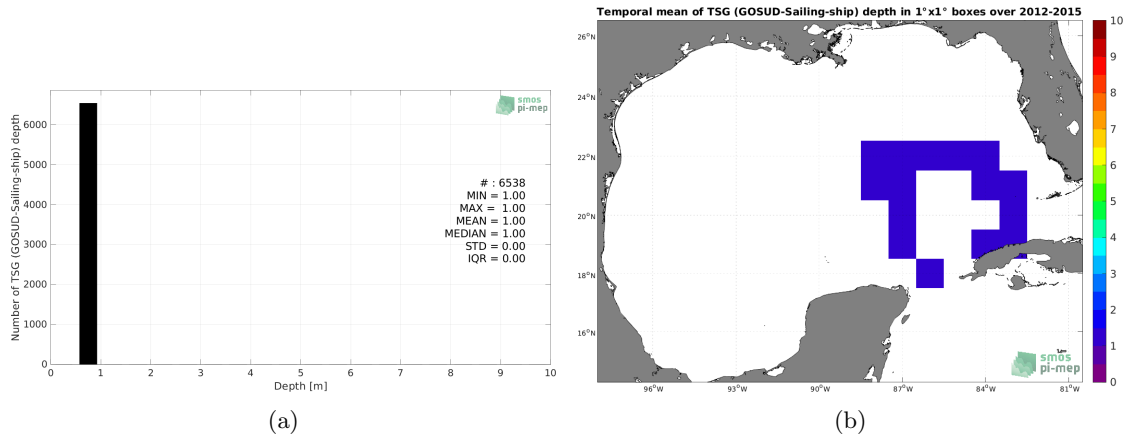 smos
pi-mep
Number of TSG (GOSUD-Sailing-ship) depth
6000
5000
4000
3000
2000
1000
0
# : 6538
MIN = 1.00
MAX = 1.00
MEAN = 1.00
MEDIAN = 1.00
STD = 0.00
IQR = 0.00
0 1 2 3 4 5 6 7 8 9 10
Depth [m]
(a)
Temporal mean of TSG (GOSUD-Sailing-ship) depth in 1°x1° boxes over 2012-2015
26°N
24°N
22°N
20°N
18°N
16°N
96°W 93°W 90°W 87°W 84°W 81°W
smos
pi-mep
10
9
8
7
6
5
4
3
2
1
0
(b)